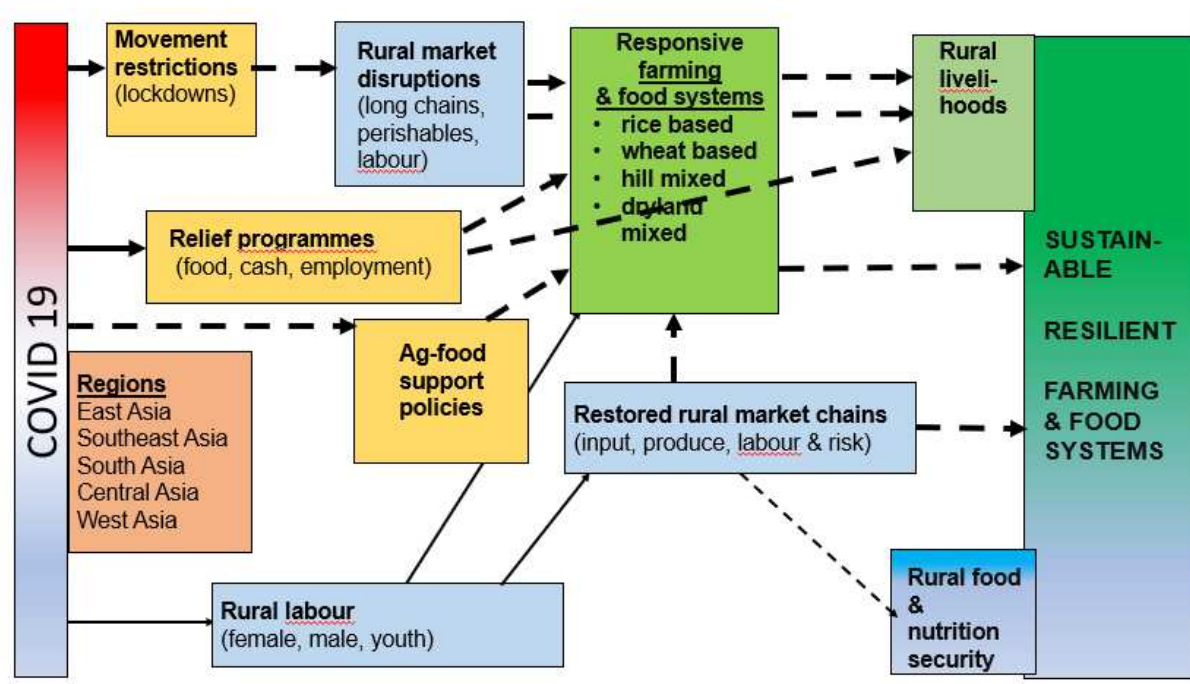 COVID 19
Movement
restrictions
(lockdowns)
Rural market
disruptions
(long chains,
perishables,
labour)
Responsive
farming
& food systems
• rice based
• wheat based
• hill mixed
• dryland
mixed
Rural
liveli-
hoods
Relief programmes
(food, cash, employment)
Ag-food
support
policies
Regions
East Asia
Southeast Asia
South Asia
Central Asia
West Asia
Restored rural market chains
(input, produce, labour & risk)
Rural labour
(female, male, youth)
Rural food
&
nutrition
security
SUSTAIN-
ABLE
RESILIENT
FARMING
& FOOD
SYSTEMS